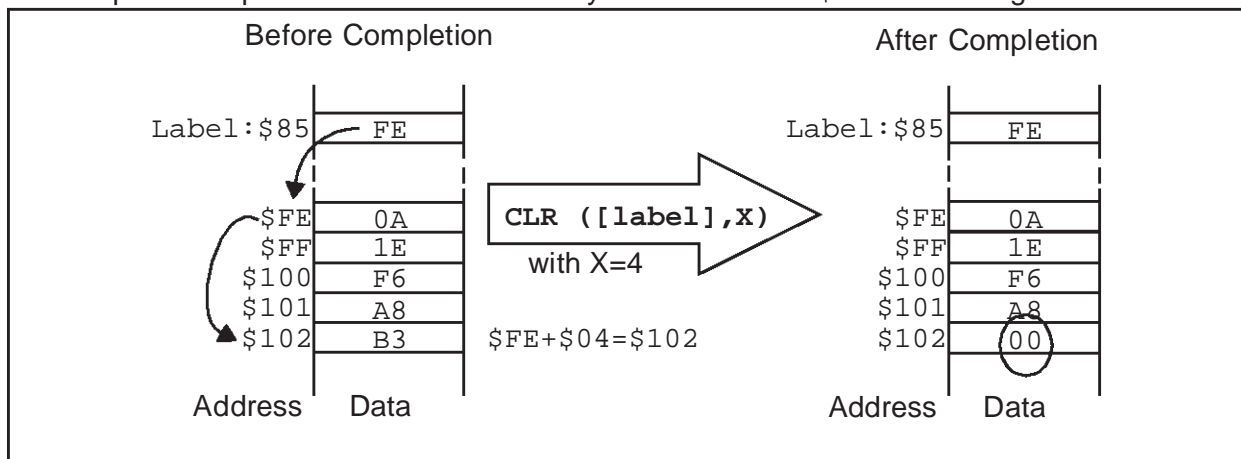 Before Completion
After Completion
Label:$85 FE
Label:$85 FE
$FE 0A
$FF 1E
$100 F6
$101 A8
$102 B3
CLR ([label],X)
with X=4
$FE+$04=$102
$FE 0A
$FF 1E
$100 F6
$101 A8
$102 00
Address Data
Address Data